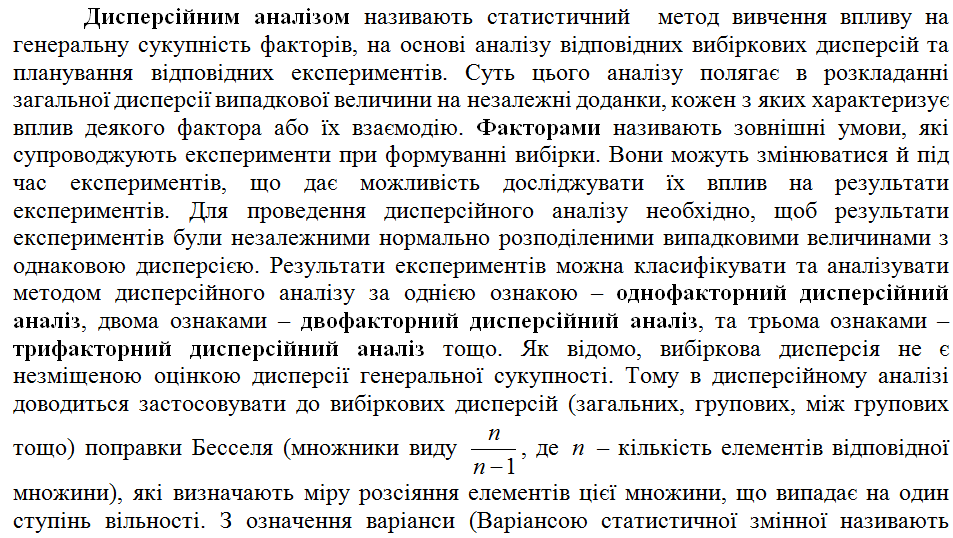 Дисперсійним аналізом називають статистичний метод вивчення впливу на
генеральну сукупність факторів, на основі аналізу відповідних вибіркових дисперсій та
планування відповідних експериментів. Суть цього аналізу полягає в розкладанні
загальної дисперсії випадкової величини на незалежні доданки, кожен з яких характеризує
вплив деякого фактора або їх взаємодію. Факторами називають зовнішні умови, які
супроводжують експерименти при формуванні вибірки. Вони можуть змінюватися й під
час експериментів, що дає можливість досліджувати їх вплив на результати
експериментів. Для проведення дисперсійного аналізу необхідно, щоб результати
експериментів були незалежними нормально розподіленими випадковими величинами з
однаковою дисперсією. Результати експериментів можна класифікувати та аналізувати
методом дисперсійного аналізу за однією ознакою – однофакторний дисперсійний
аналіз, двома ознаками – двофакторний дисперсійний аналіз, та трьома ознаками –
трифакторний дисперсійний аналіз тощо. Як відомо, вибіркова дисперсія не є
незміщеною оцінкою дисперсії генеральної сукупності. Тому в дисперсійному аналізі
доводиться застосовувати до вибіркових дисперсій (загальних, групових, між групових
тощо) поправки Бесселя (множники виду n/(n−1), де n – кількість елементів відповідної
множини), які визначають міру розсіяння елементів цієї множини, що випадає на один
ступінь вільності. З означення варіанси (Варіансою статистичної змінної називають